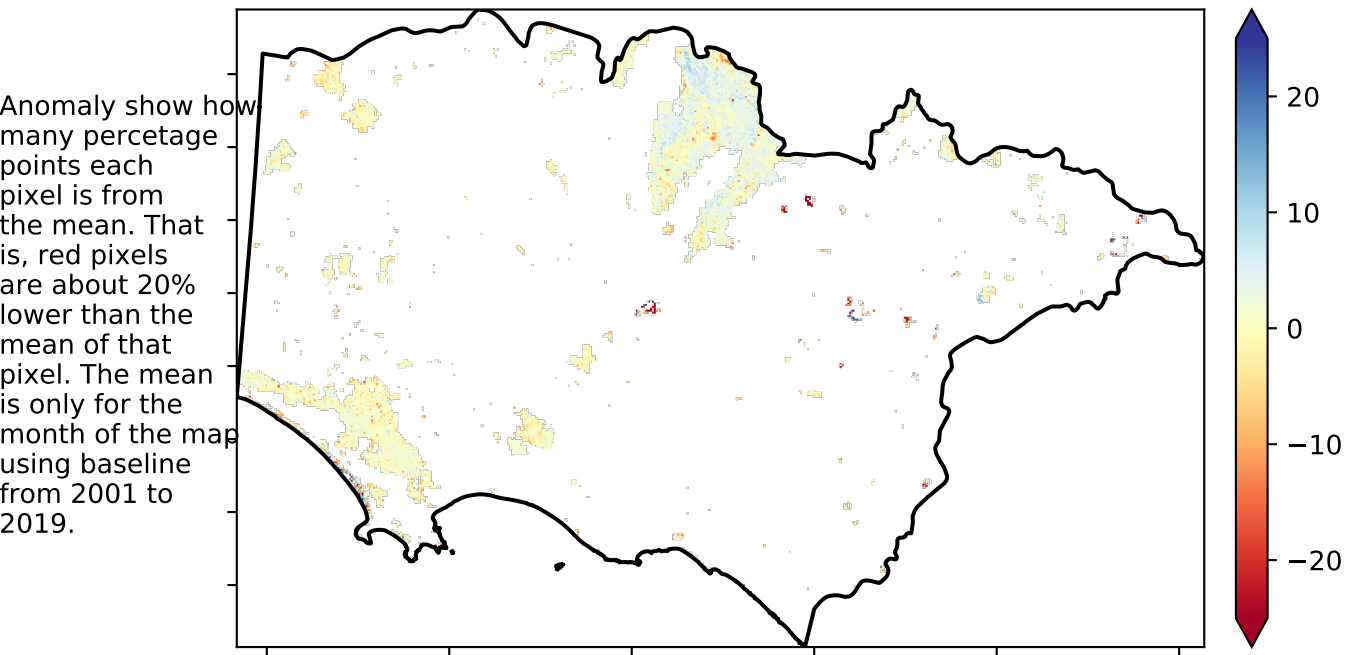 Anomaly show how
many percetage
points each
pixel is from
the mean. That
is, red pixels
are about 20%
lower than the
mean of that
pixel. The mean
is only for the
month of the map
using baseline
from 2001 to
2019.
20
10
0
−10
−20